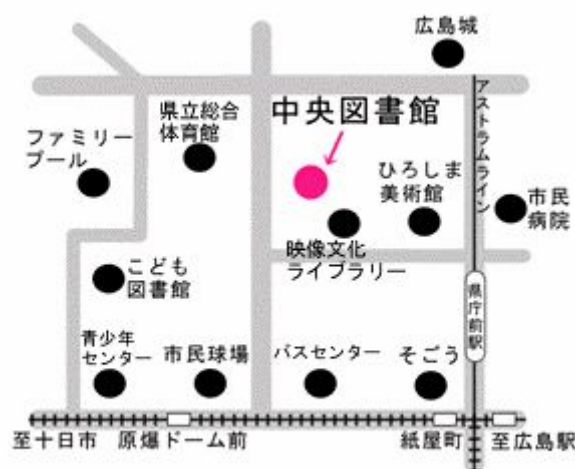 広島城
県立総合
体育館
中央図書館
アストラムライン
ファミリー
プール
ひろしま
美術館
市民
病院
映像文化
ライブラリー
こども
図書館
県庁前駅
青少年
センター
市民球場
バスセンター
そごう
至十日市
原爆ドーム前
紙屋町
至広島駅